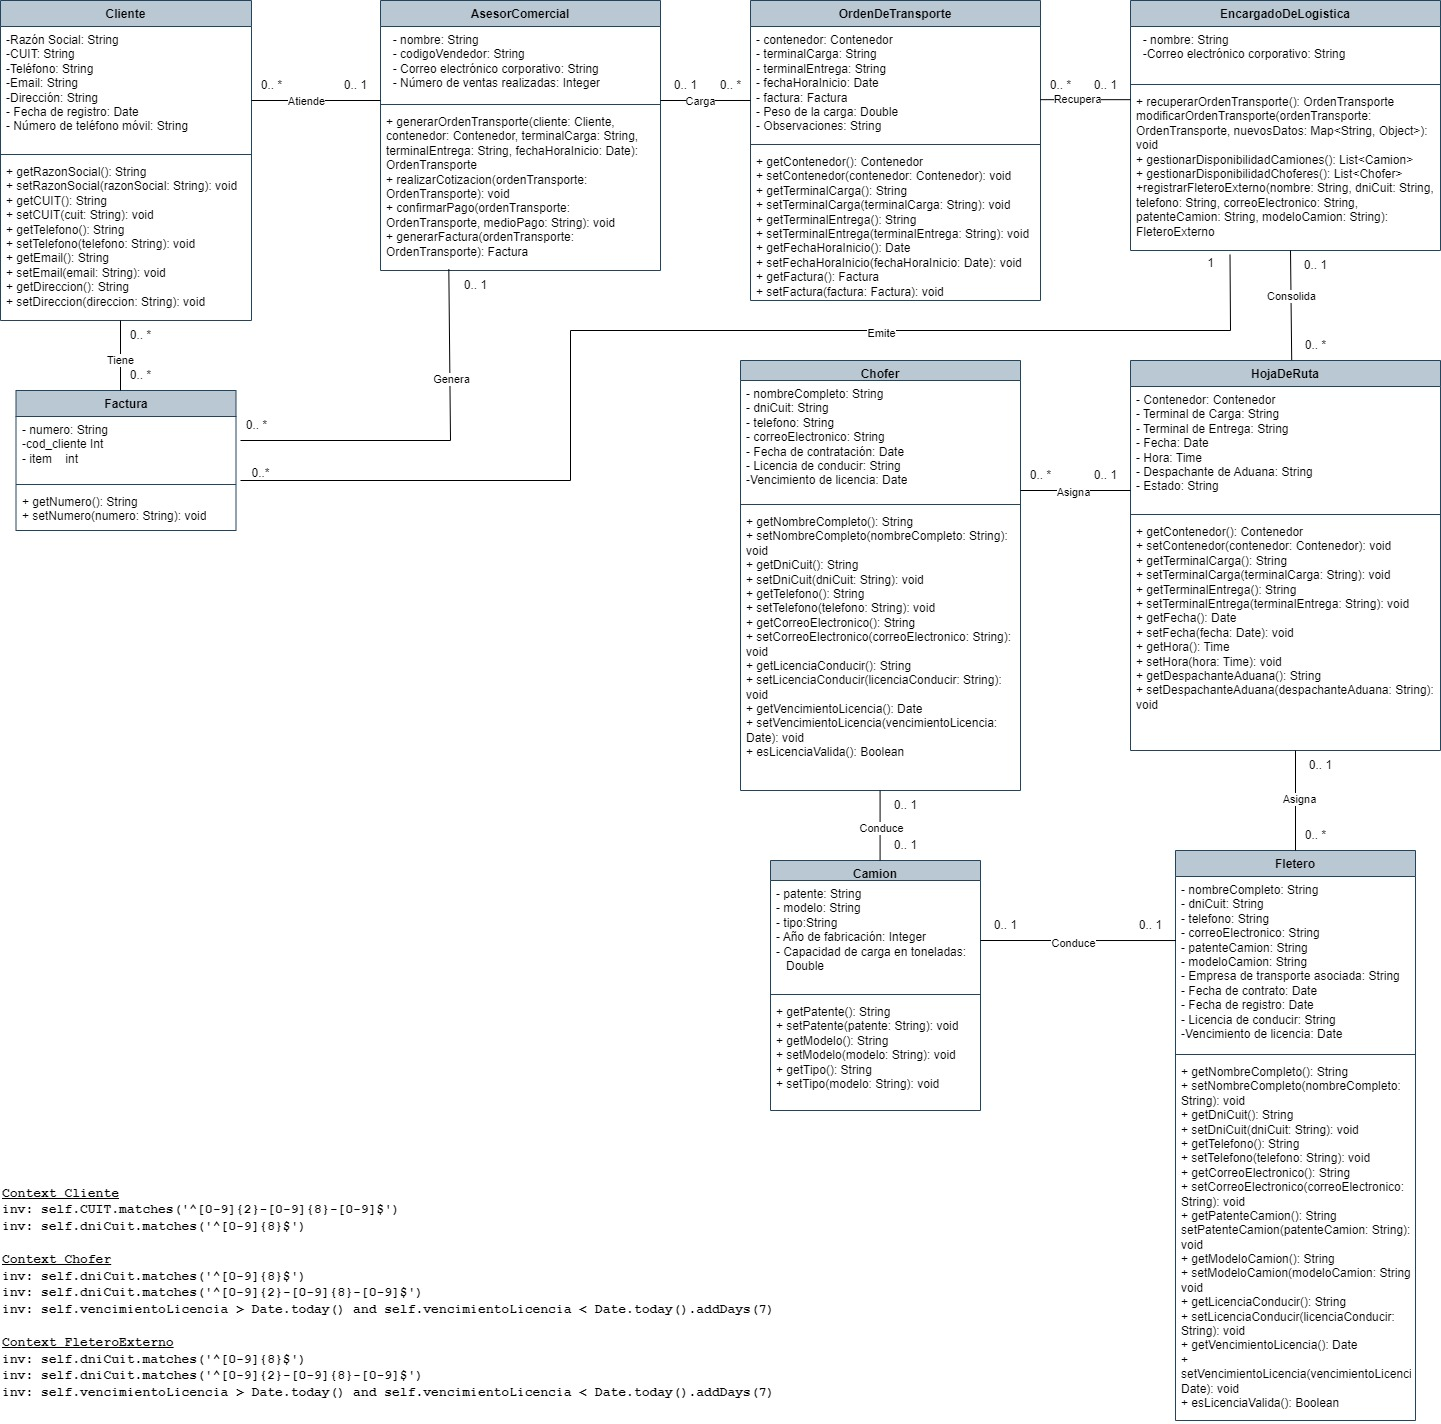 Cliente
-Razón Social: String
-CUIT: String
-Teléfono: String
-Email: String
-Dirección: String
- Fecha de registro: Date
- Número de teléfono móvil: String
+ getRazonSocial(): String
+ setRazonSocial(razonSocial: String): void
+ getCUIT(): String
+ setCUIT(cuit: String): void
+ getTelefono(): String
+ setTelefono(telefono: String): void
+ getEmail(): String
+ setEmail(email: String): void
+ getDireccion(): String
+ setDireccion(direccion: String): void
0.. *
Atiende
0.. 1
AsesorComercial
- nombre: String
- codigoVendedor: String
- Correo electrónico corporativo: String
- Número de ventas realizadas: Integer
+ generarOrdenTransporte(cliente: Cliente,
contenedor: Contenedor, terminalCarga: String,
terminalEntrega: String, fechaHoraInicio: Date):
OrdenTransporte
+ realizarCotizacion(ordenTransporte:
OrdenTransporte): void
+ confirmarPago(ordenTransporte:
OrdenTransporte, medioPago: String): void
+ generarFactura(ordenTransporte:
OrdenTransporte): Factura
0.. 1
Carga
0.. *
OrdenDeTransporte
- contenedor: Contenedor
- terminalCarga: String
- terminalEntrega: String
- fechaHoraInicio: Date
- factura: Factura
- Peso de la carga: Double
- Observaciones: String
+ getContenedor(): Contenedor
+ setContenedor(contenedor: Contenedor): void
+ getTerminalCarga(): String
+ setTerminalCarga(terminalCarga: String): void
+ getTerminalEntrega(): String
+ setTerminalEntrega(terminalEntrega: String): void
+ getFechaHoraInicio(): Date
+ setFechaHoraInicio(fechaHoraInicio: Date): void
+ getFactura(): Factura
+ setFactura(factura: Factura): void
0.. *
Recupera
0.. 1
EncargadoDeLogistica
- nombre: String
-Correo electrónico corporativo: String
+ recuperarOrdenTransporte(): OrdenTransporte
modificarOrdenTransporte(ordenTransporte:
OrdenTransporte, nuevosDatos: Map<String, Object>):
void
+ gestionarDisponibilidadCamiones(): List<Camion>
+ gestionarDisponibilidadChoferes(): List<Chofer>
+registrarFleteroExterno(nombre: String, dniCuit: String,
telefono: String, correoElectronico: String,
patenteCamion: String, modeloCamion: String):
FleteroExterno
0.. *
Tiene
0.. *
0.. 1
Genera
0.. *
1
Emite
0..*
0.. 1
Consolida
0.. *
Factura
- numero: String
-cod_cliente Int
- item    int
+ getNumero(): String
+ setNumero(numero: String): void
Chofer
- nombreCompleto: String
- dniCuit: String
- telefono: String
- correoElectronico: String
- Fecha de contratación: Date
- Licencia de conducir: String
-Vencimiento de licencia: Date
+ getNombreCompleto(): String
+ setNombreCompleto(nombreCompleto: String):
void
+ getDniCuit(): String
+ setDniCuit(dniCuit: String): void
+ getTelefono(): String
+ setTelefono(telefono: String): void
+ getCorreoElectronico(): String
+ setCorreoElectronico(correoElectronico: String):
void
+ getLicenciaConducir(): String
+ setLicenciaConducir(licenciaConducir: String):
void
+ getVencimientoLicencia(): Date
+ setVencimientoLicencia(vencimientoLicencia:
Date): void
+ esLicenciaValida(): Boolean
0.. *
Asigna
0.. 1
HojaDeRuta
- Contenedor: Contenedor
- Terminal de Carga: String
- Terminal de Entrega: String
- Fecha: Date
- Hora: Time
- Despachante de Aduana: String
- Estado: String
+ getContenedor(): Contenedor
+ setContenedor(contenedor: Contenedor): void
+ getTerminalCarga(): String
+ setTerminalCarga(terminalCarga: String): void
+ getTerminalEntrega(): String
+ setTerminalEntrega(terminalEntrega: String): void
+ getFecha(): Date
+ setFecha(fecha: Date): void
+ getHora(): Time
+ setHora(hora: Time): void
+ getDespachanteAduana(): String
+ setDespachanteAduana(despachanteAduana: String):
void
0.. 1
Conduce
0.. 1
0.. 1
Asigna
0.. *
Camion
- patente: String
- modelo: String
- tipo:String
- Año de fabricación: Integer
- Capacidad de carga en toneladas:
Double
+ getPatente(): String
+ setPatente(patente: String): void
+ getModelo(): String
+ setModelo(modelo: String): void
+ getTipo(): String
+ setTipo(modelo: String): void
0.. 1
Conduce
0.. 1
Fletero
- nombreCompleto: String
- dniCuit: String
- telefono: String
- correoElectronico: String
- patenteCamion: String
- modeloCamion: String
- Empresa de transporte asociada: String
- Fecha de contrato: Date
- Fecha de registro: Date
- Licencia de conducir: String
-Vencimiento de licencia: Date
+ getNombreCompleto(): String
+ setNombreCompleto(nombreCompleto:
String): void
+ getDniCuit(): String
+ setDniCuit(dniCuit: String): void
+ getTelefono(): String
+ setTelefono(telefono: String): void
+ getCorreoElectronico(): String
+ setCorreoElectronico(correoElectronico:
String): void
+ getPatenteCamion(): String
setPatenteCamion(patenteCamion: String):
void
+ getModeloCamion(): String
+ setModeloCamion(modeloCamion: String
void
+ getLicenciaConducir(): String
+ setLicenciaConducir(licenciaConducir:
String): void
+ getVencimientoLicencia(): Date
+
setVencimientoLicencia(vencimientoLicenci
Date): void
+ esLicenciaValida(): Boolean
Context Cliente
inv: self.CUIT.matches('^[0-9]{2}-[0-9]{8}-[0-9]$')
inv: self.dniCuit.matches('^[0-9]{8}$')
Context Chofer
inv: self.dniCuit.matches('^[0-9]{8}$')
inv: self.dniCuit.matches('^[0-9]{2}-[0-9]{8}-[0-9]$')
inv: self.vencimientoLicencia > Date.today() and self.vencimientoLicencia < Date.today().addDays(7)
Context FleteroExterno
inv: self.dniCuit.matches('^[0-9]{8}$')
inv: self.dniCuit.matches('^[0-9]{2}-[0-9]{8}-[0-9]$')
inv: self.vencimientoLicencia > Date.today() and self.vencimientoLicencia < Date.today().addDays(7)